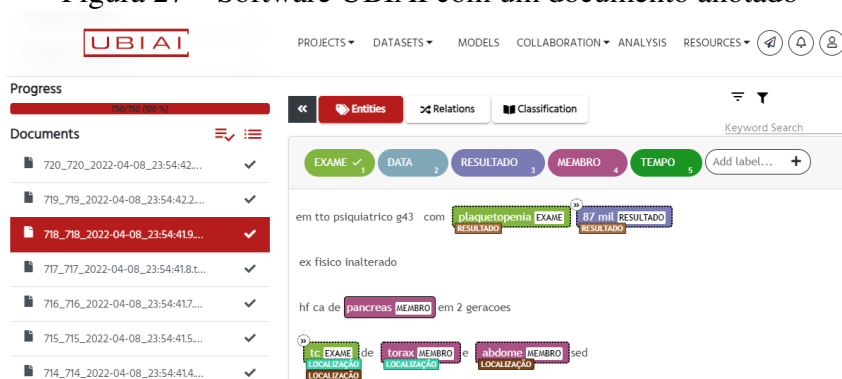 Figura 27 – Software UBIAI com um documento anotado
UBIAI
PROJECTS DATASETS MODELS COLLABORATION ANALYSIS RESOURCES
Progress
750/750 (100 %)
Documents
720_720_2022-04-08_23:54:42....
719_719_2022-04-08_23:54:42.2....
718_718_2022-04-08_23:54:41.9....
717_717_2022-04-08_23:54:41.8.t...
716_716_2022-04-08_23:54:41.7....
715_715_2022-04-08_23:54:41.5....
714_714_2022-04-08_23:54:41.4....
« Entities Relations Classification
Keyword Search
EXAME 1 DATA 2 RESULTADO 3 MEMBRO 4 TEMPO 5 Add label... +
em tto psiquiatrico g43 com plaquetopenia EXAME » 87 mil RESULTADO
RESULTADO RESULTADO
ex fisico inalterado
hf ca de pancreas MEMBRO em 2 geracoes
» tc EXAME de torax MEMBRO e abdome MEMBRO sed
LOCALIZAÇÃO LOCALIZAÇÃO LOCALIZAÇÃO
LOCALIZAÇÃO